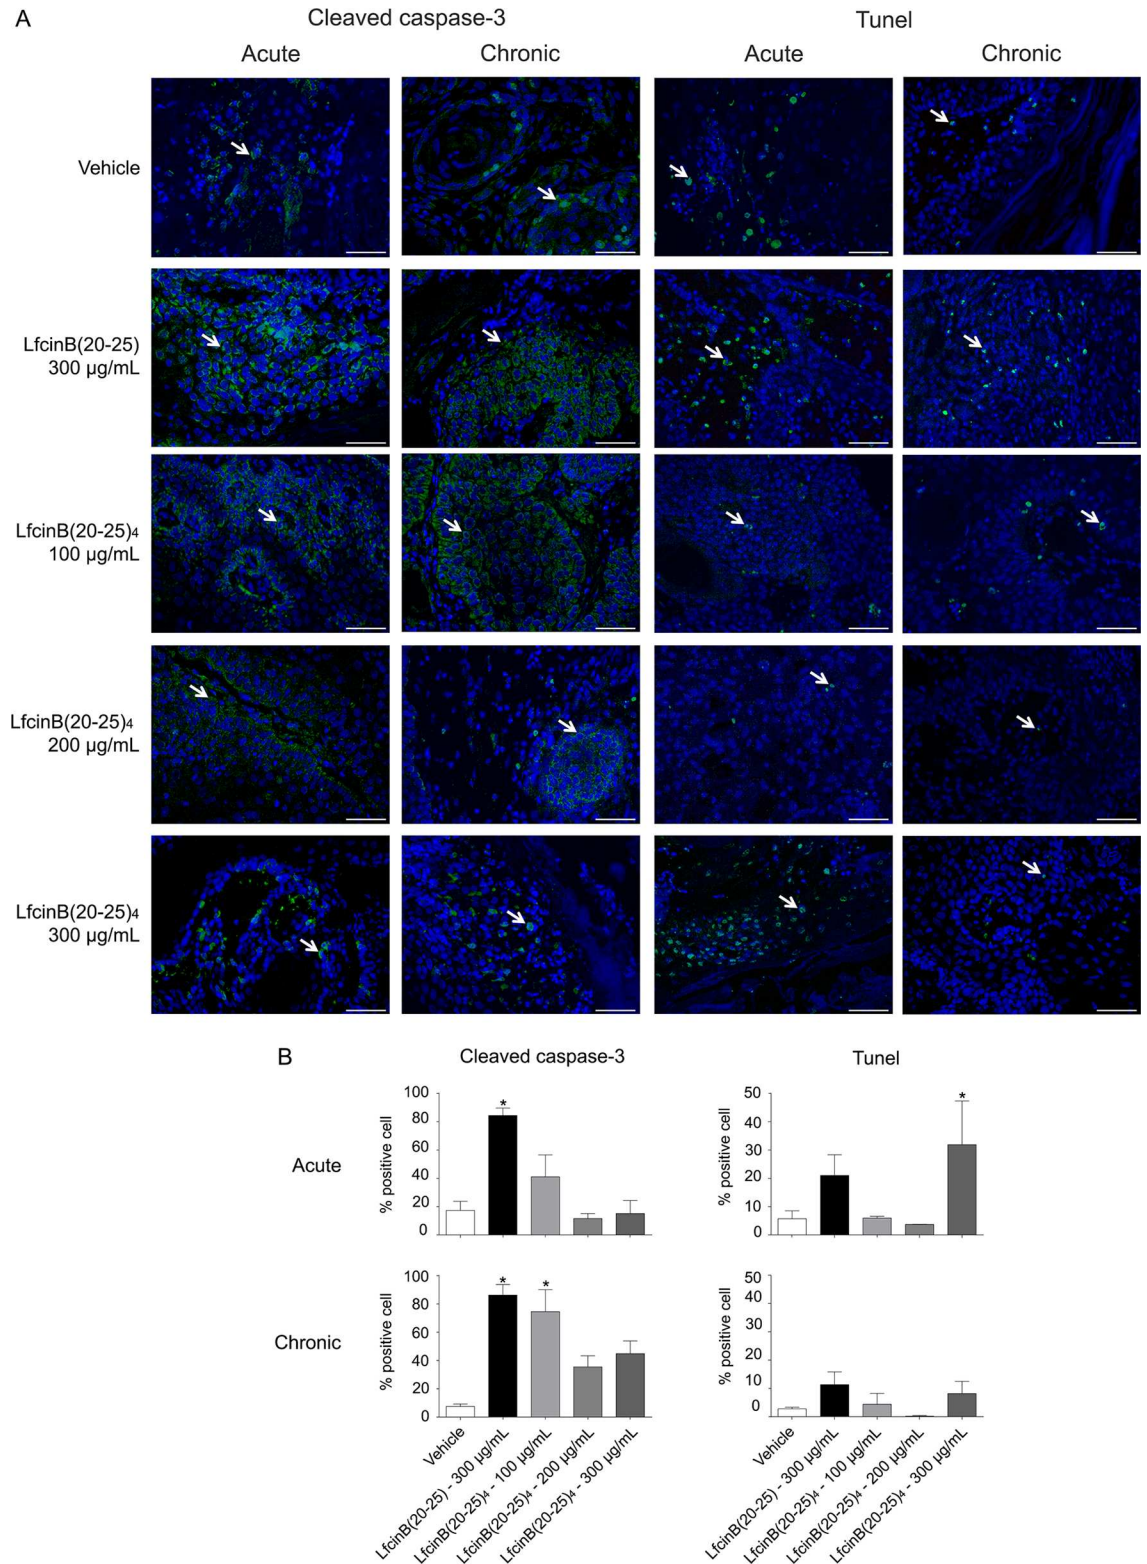 A
Cleaved caspase-3 Tunel
Acute Chronic Acute Chronic
Vehicle
LfcinB(20-25)
300 µg/mL
LfcinB(20-25)₄
100 µg/mL
LfcinB(20-25)₄
200 µg/mL
LfcinB(20-25)₄
300 µg/mL
B
Cleaved caspase-3 Tunel
Acute
% positive cell
100
80
60
40
20
0
*
% positive cell
50
40
30
20
10
0
*
Chronic
% positive cell
100
80
60
40
20
0
* *
% positive cell
50
40
30
20
10
0
Vehicle
LfcinB(20-25) - 300 µg/mL
LfcinB(20-25)₄ - 100 µg/mL
LfcinB(20-25)₄ - 200 µg/mL
LfcinB(20-25)₄ - 300 µg/mL
Vehicle
LfcinB(20-25) - 300 µg/mL
LfcinB(20-25)₄ - 100 µg/mL
LfcinB(20-25)₄ - 200 µg/mL
LfcinB(20-25)₄ - 300 µg/mL